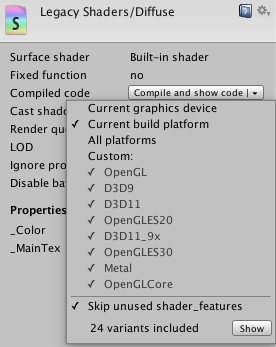 S
Legacy Shaders/Diffuse
Surface shader Built-in shader
Fixed function no
Compiled code Compile and show code
Cast shado
Current graphics device
Render que
Current build platform
LOD
All platforms
Ignore pro
Custom:
Disable ba
OpenGL
D3D9
Properties
D3D11
_Color
OpenGLES20
_MainTex
D3D11_9x
OpenGLES30
Metal
OpenGLCore
Skip unused shader_features
24 variants included Show